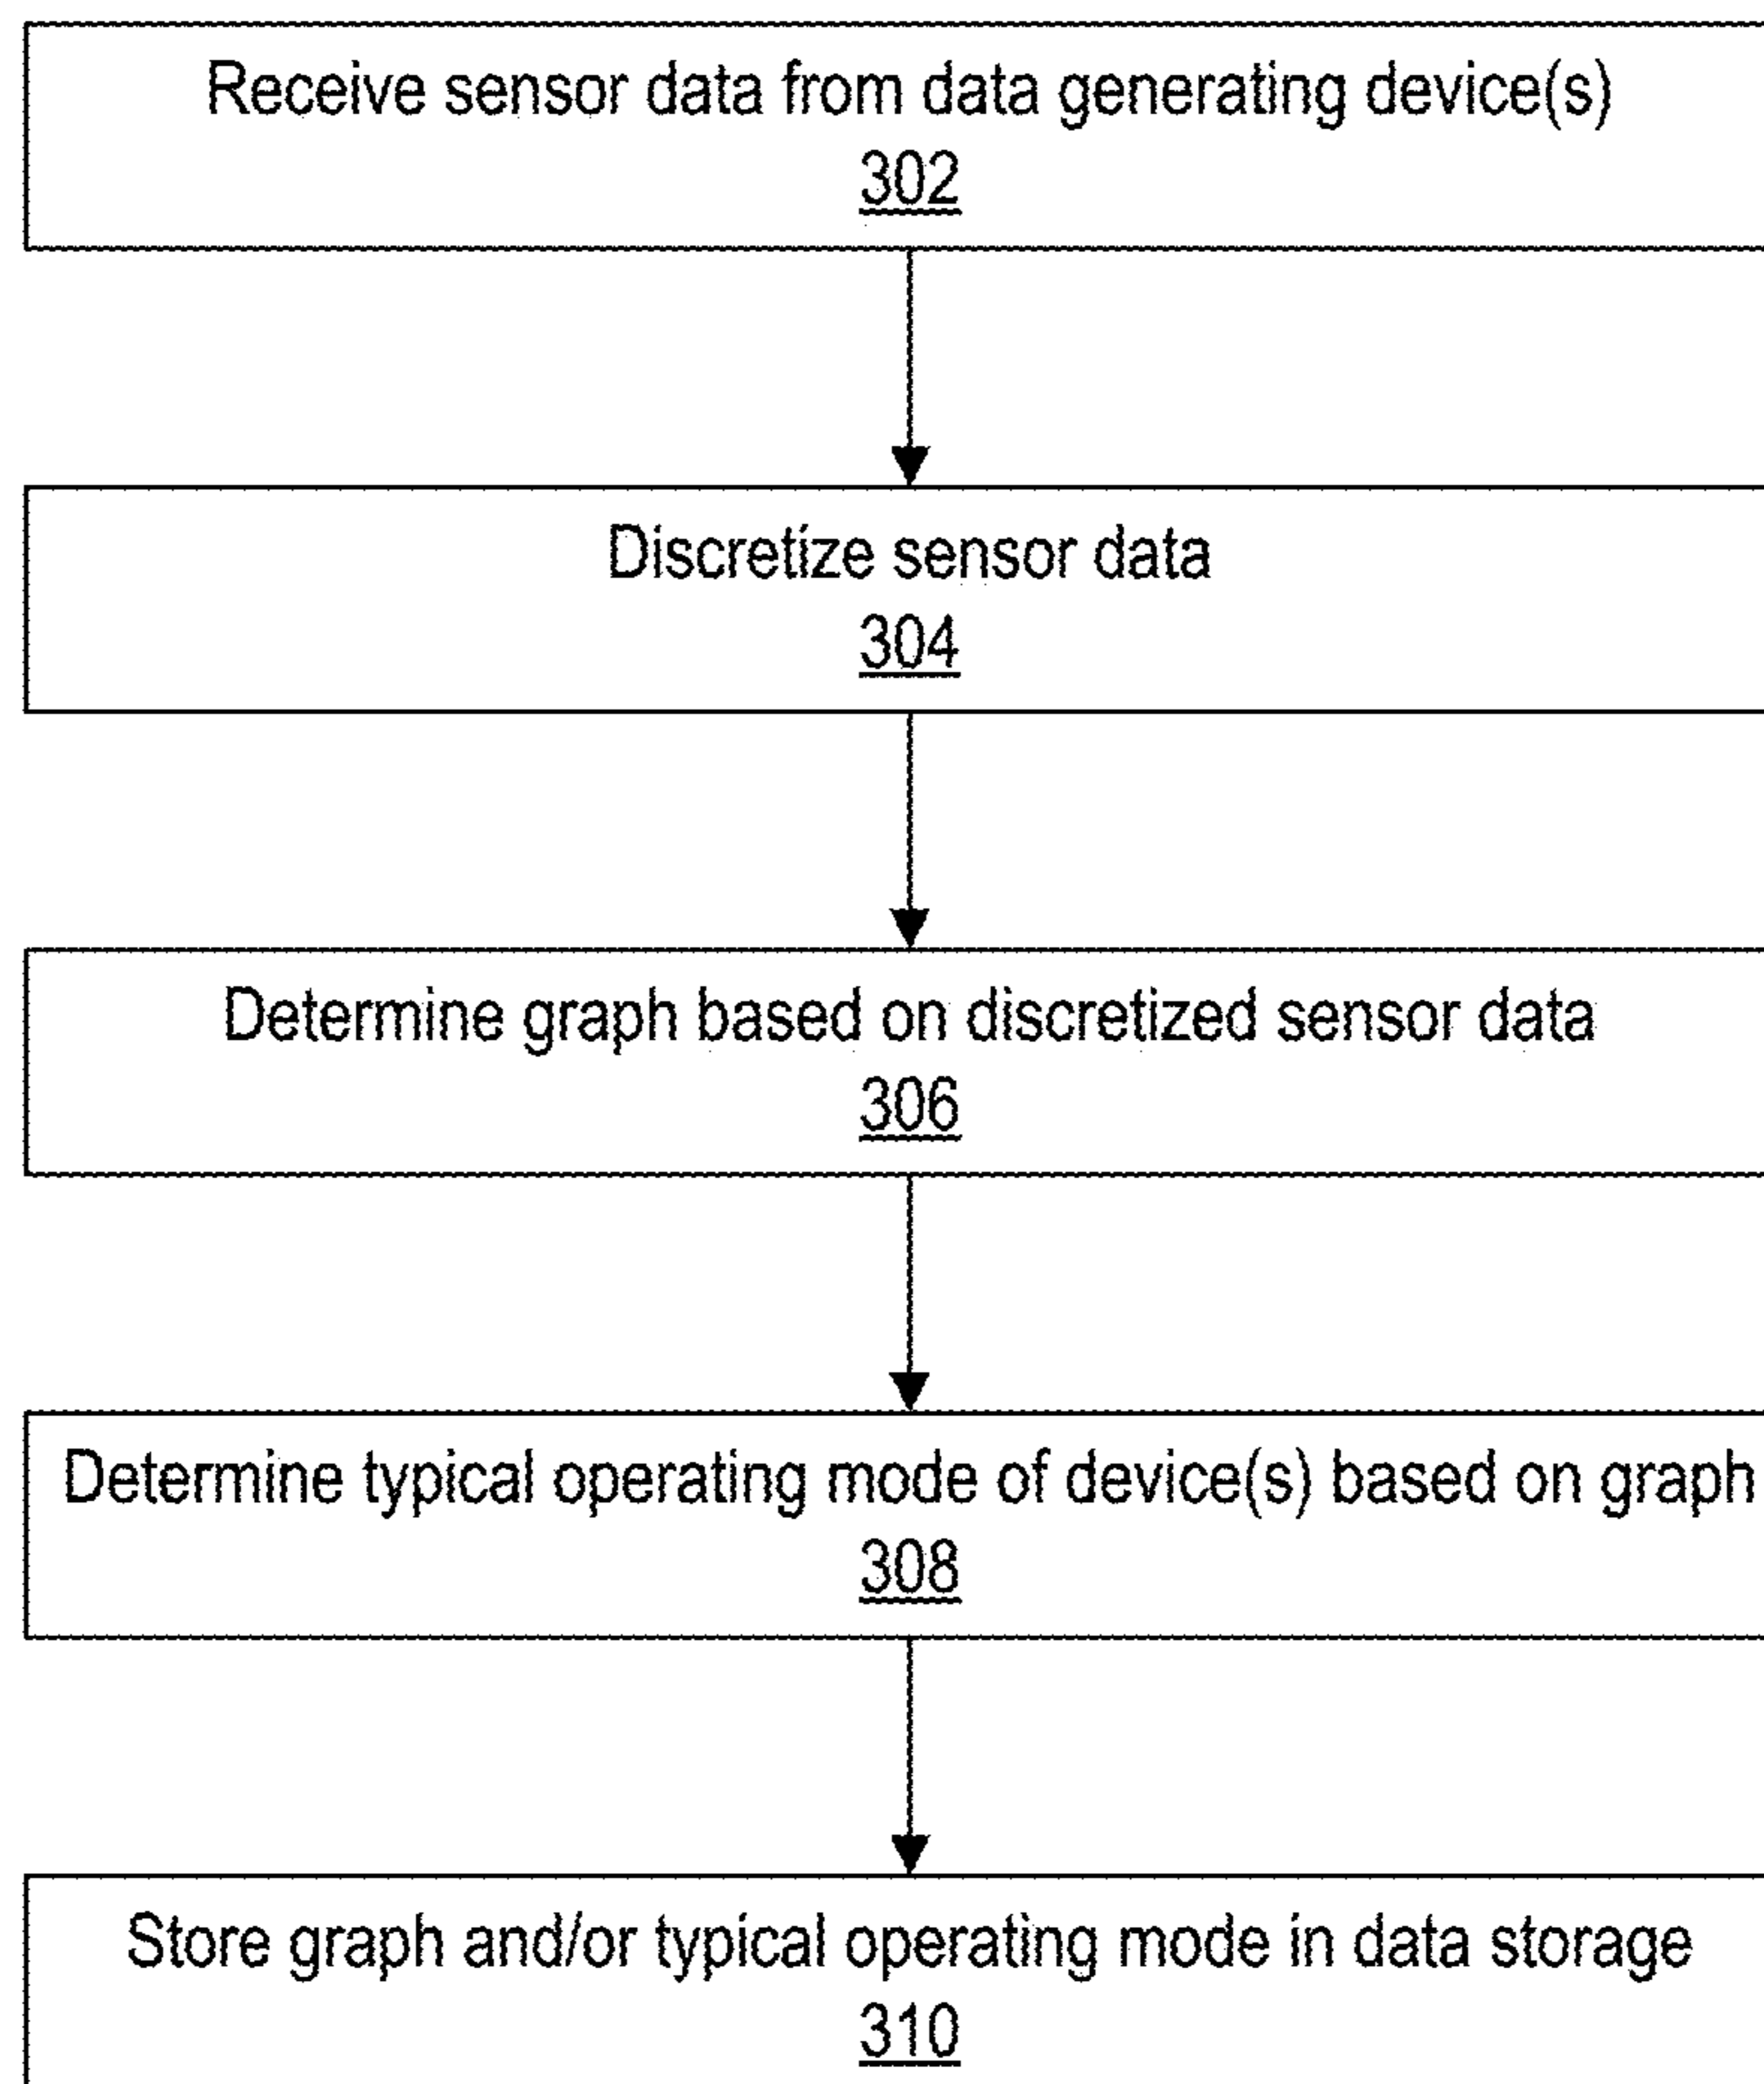 Receive sensor data from data generating device(s)
302
Discretize sensor data
304
Determine graph based on discretized sensor data
306
Determine typical operating mode of device(s) based on graph
308
Store graph and/or typical operating mode in data storage
310